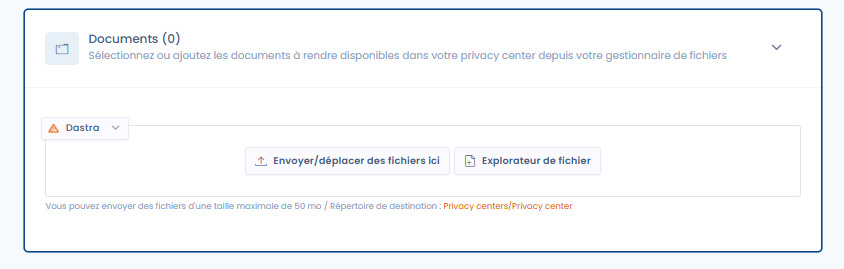 Documents (0)
Sélectionnez ou ajoutez les documents à rendre disponibles dans votre privacy center depuis votre gestionnaire de fichiers
Dastra
Envoyer/déplacer des fichiers ici
Explorateur de fichier
Vous pouvez envoyer des fichiers d'une taille maximale de 50 mo / Répertoire de destination : Privacy centers/Privacy center